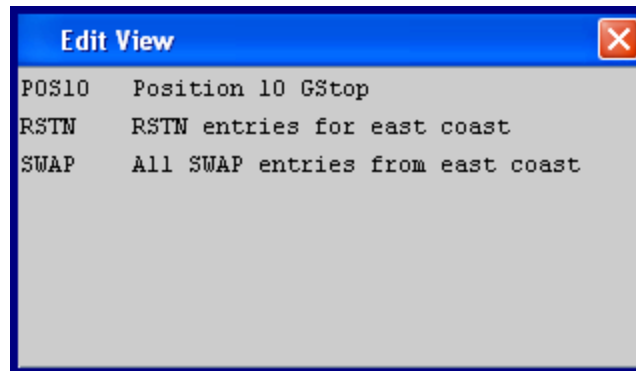 Edit View
POS10 Position 10 GStop
RSTN RSTN entries for east coast
SWAP All SWAP entries from east coast